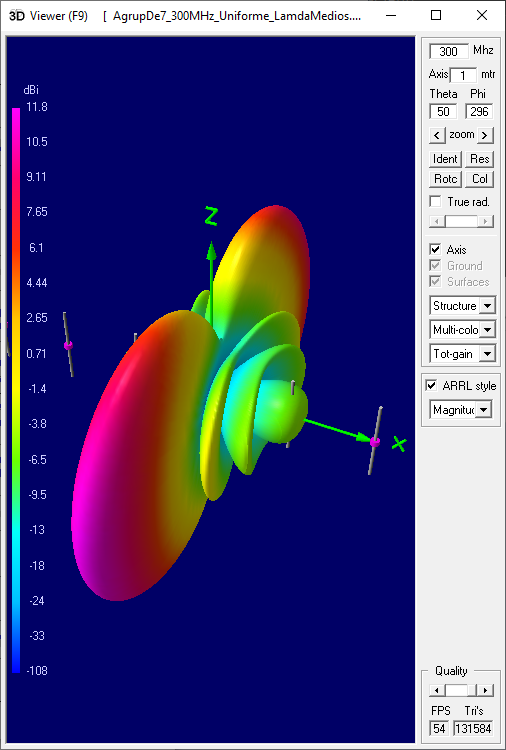 3D Viewer (F9) [ AgrupDe7_300MHz_Uniforme_LamdaMedios....
300 Mhz
Axis 1 mtr
Theta Phi
50 296
< zoom >
Ident Res
Rotc Col
True rad.
Axis
Ground
Surfaces
Structure
Multi-colo
Tot-gain
ARRL style
Magnituc
Quality
FPS Tri's
54 131584
dBi
11.8
10.5
9.11
7.65
6.1
4.44
2.65
0.71
-1.4
-3.8
-6.5
-9.5
-13
-18
-24
-33
-108
Z
X